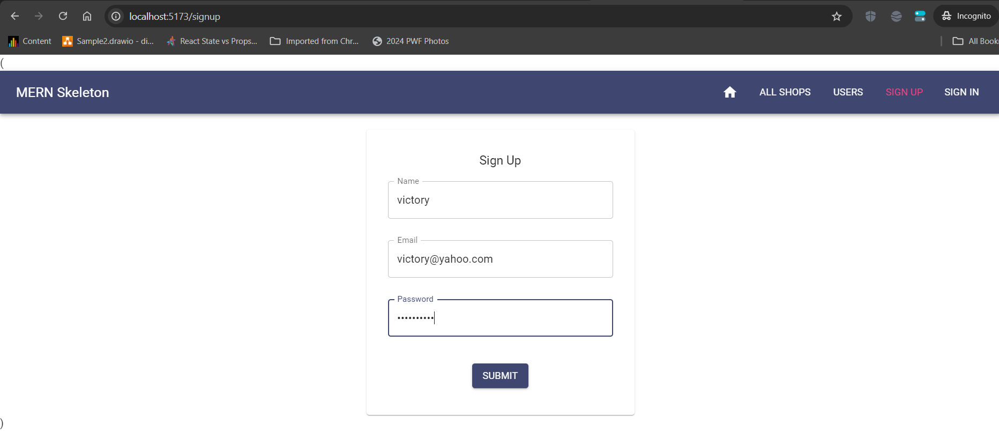 localhost:5173/signup
Incognito
Content
Sample2.drawio - di...
React State vs Props...
Imported from Chr...
2024 PWF Photos
All Book
(
MERN Skeleton
ALL SHOPS
USERS
SIGN UP
SIGN IN
Sign Up
Name
victory
Email
victory@yahoo.com
Password
••••••••••
SUBMIT
)